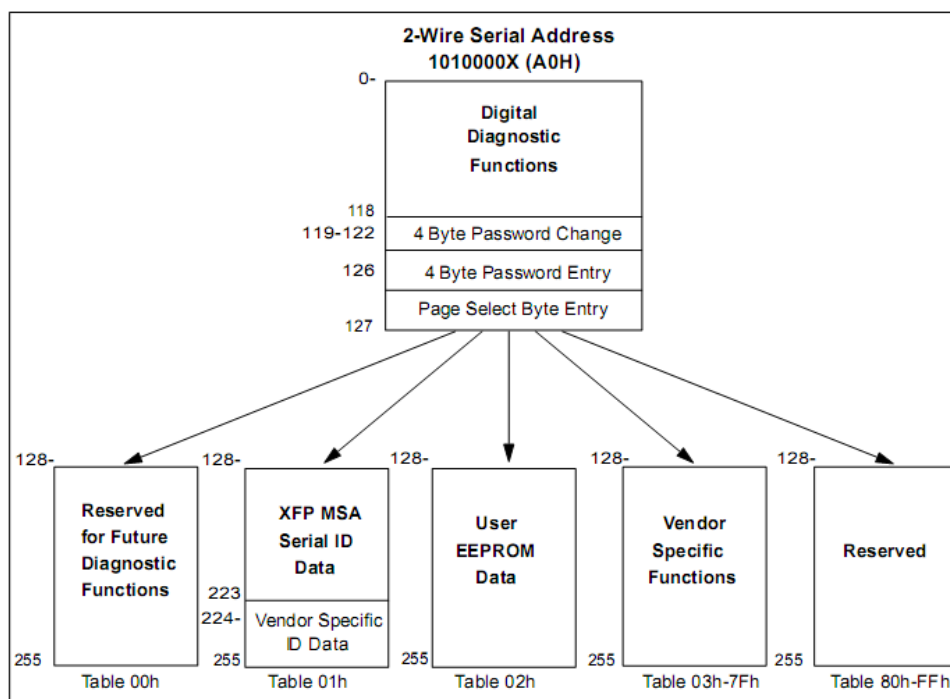 2-Wire Serial Address
1010000X (A0H)
0-
Digital
Diagnostic
Functions
118
119-122
4 Byte Password Change
126
4 Byte Password Entry
Page Select Byte Entry
127
128-
Reserved
for Future
Diagnostic
Functions
255
Table 00h
128-
XFP MSA
Serial ID
Data
223
224-
Vendor Specific
ID Data
255
Table 01h
128-
User
EEPROM
Data
255
Table 02h
128-
Vendor
Specific
Functions
255
Table 03h-7Fh
128-
Reserved
255
Table 80h-FFh